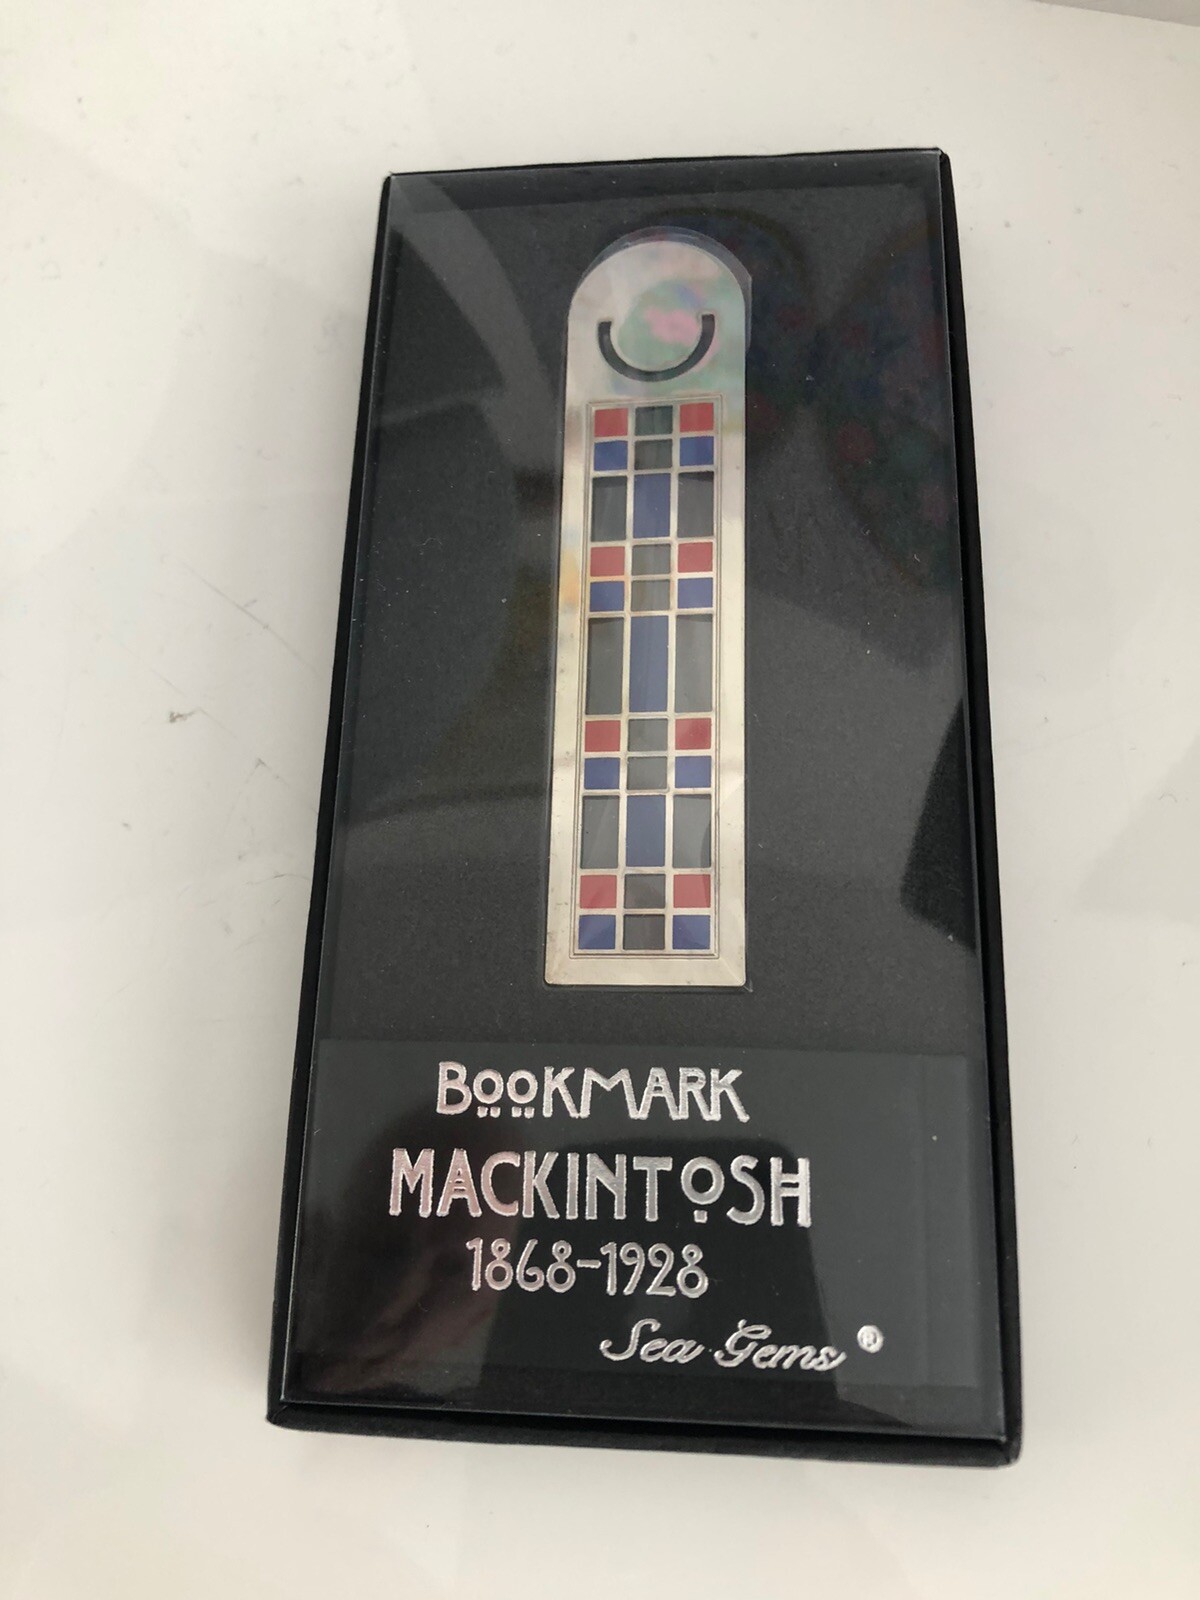 BOOKMARK
MACKINTOSH
1868-1928
Sea Gems ®